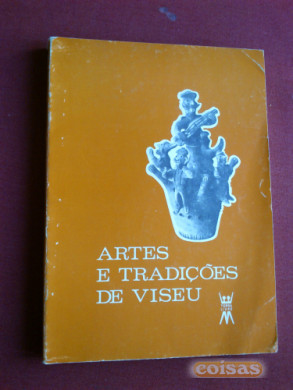 ARTES
E TRADIÇÕES
DE VISEU
coisas